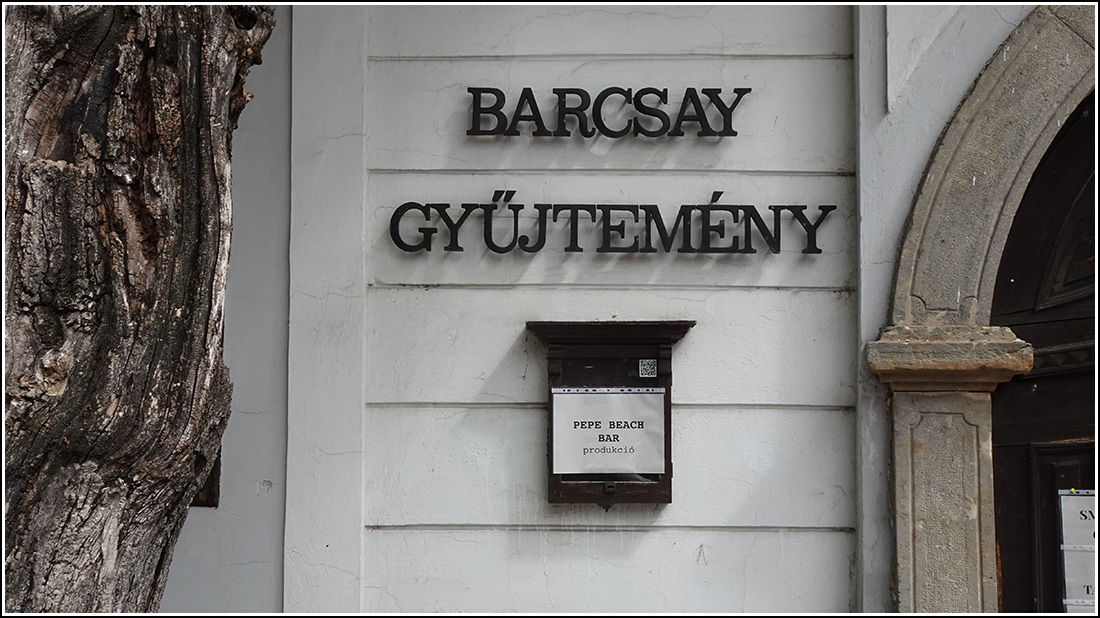 BARCSAY
GYŰJTEMÉNY
PEPE BEACH
BAR
produkció